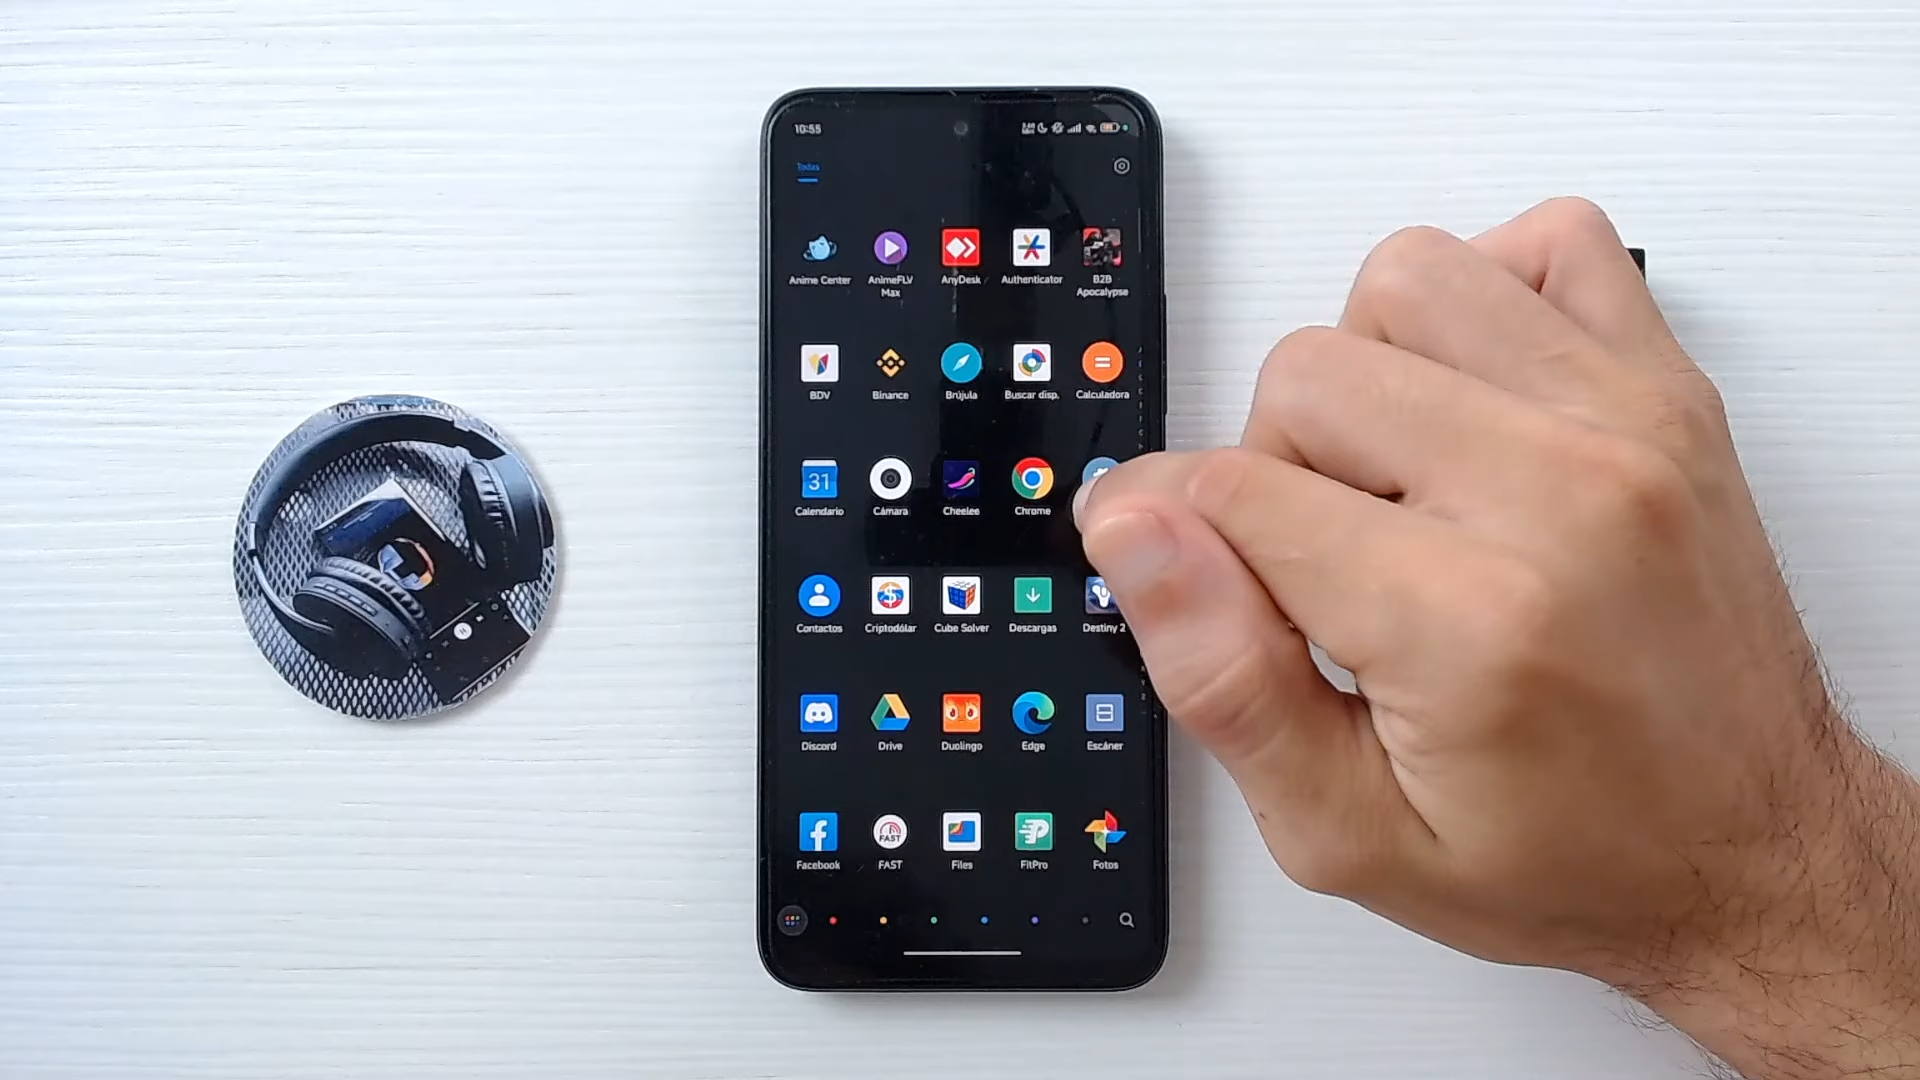 10:55
Todas
Anime Center
AnimeFLV
Max
AnyDesk
Authenticator
B2B
Apocalypse
BDV
Binance
Brújula
Buscar disp.
Calculadora
31
Calendario
Cámara
Cheelee
Chrome
Contactos
Criptodólar
Cube Solver
Descargas
Destiny 2
Discord
Drive
Duolingo
Edge
Escáner
Facebook
FAST
FAST
Files
FitPro
Fotos